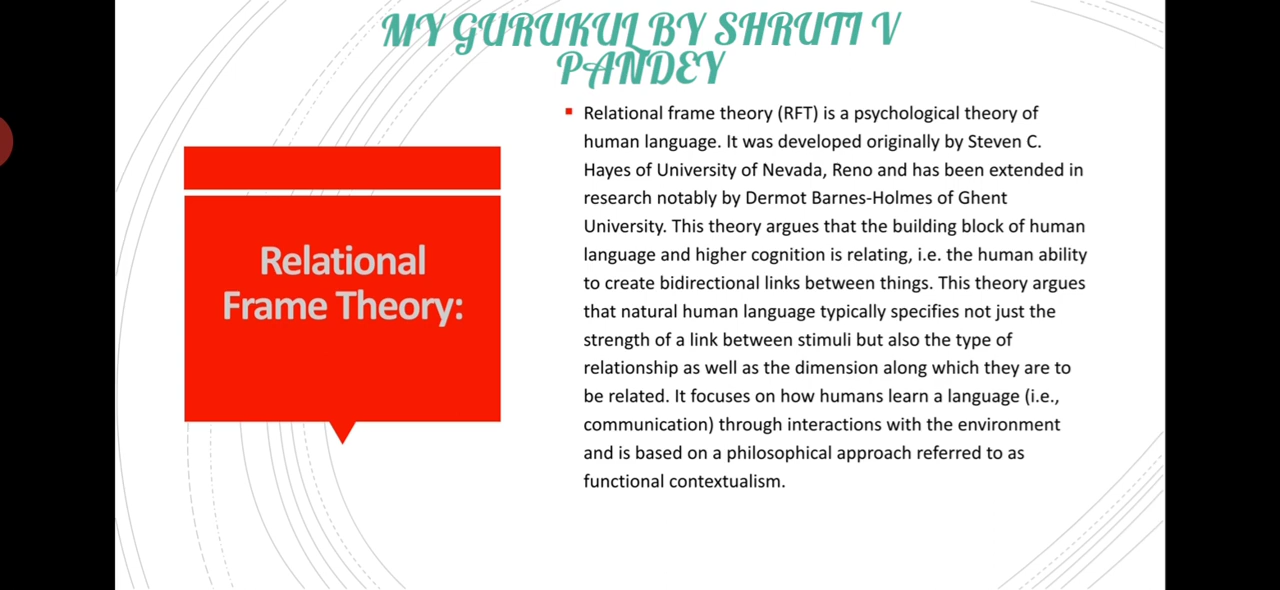 MY GURUKUL BY SHRUTI V
PANDEY
Relational
Frame Theory:
▪ Relational frame theory (RFT) is a psychological theory of
human language. It was developed originally by Steven C.
Hayes of University of Nevada, Reno and has been extended in
research notably by Dermot Barnes-Holmes of Ghent
University. This theory argues that the building block of human
language and higher cognition is relating, i.e. the human ability
to create bidirectional links between things. This theory argues
that natural human language typically specifies not just the
strength of a link between stimuli but also the type of
relationship as well as the dimension along which they are to
be related. It focuses on how humans learn a language (i.e.,
communication) through interactions with the environment
and is based on a philosophical approach referred to as
functional contextualism.